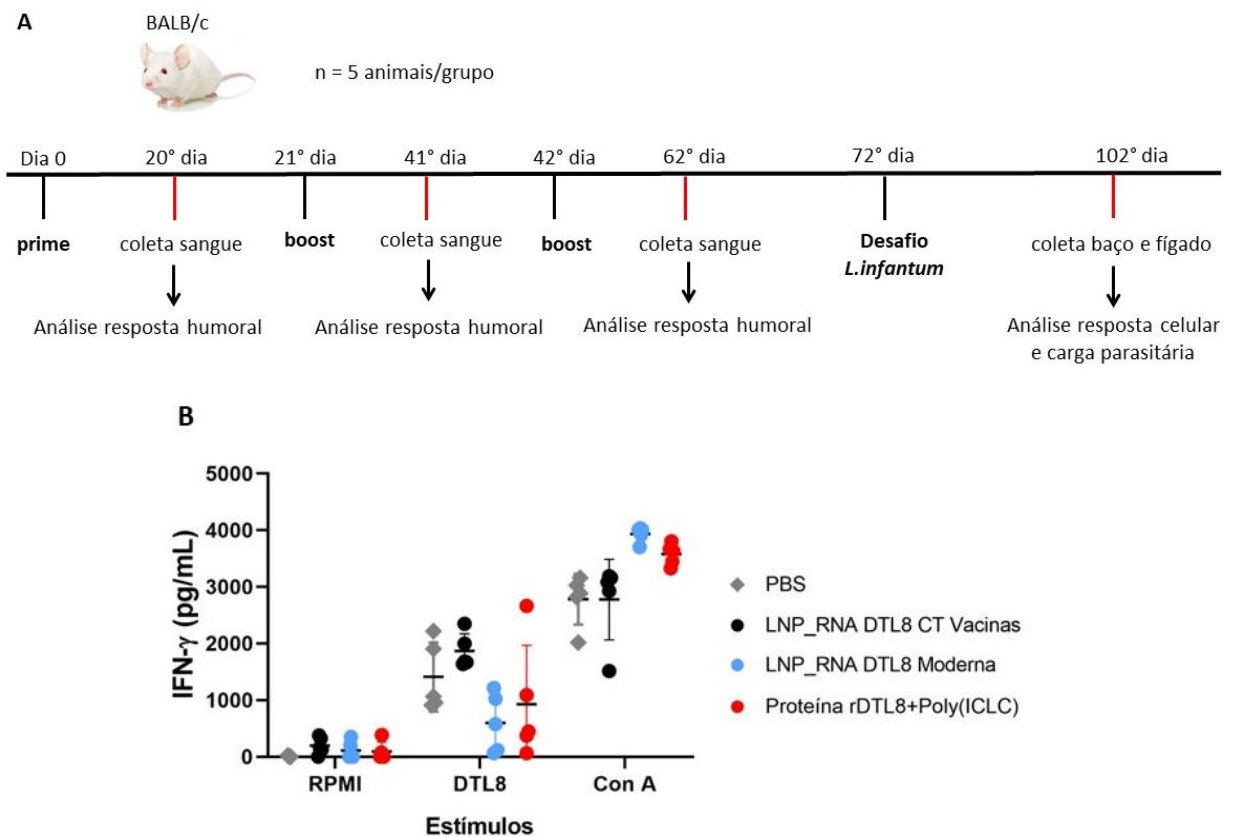 A
BALB/c
n = 5 animais/grupo
Dia 0 20° dia 21° dia 41° dia 42° dia 62° dia 72° dia 102° dia
prime coleta sangue boost coleta sangue boost coleta sangue Desafio coleta baço e fígado
L.infantum
Análise resposta humoral Análise resposta humoral Análise resposta humoral Análise resposta celular
e carga parasitária
B
IFN-γ (pg/mL)
5000
4000
3000
2000
1000
0
RPMI DTL8 Con A
Estímulos
PBS
LNP_RNA DTL8 CT Vacinas
LNP_RNA DTL8 Moderna
Proteína rDTL8+Poly(ICLC)